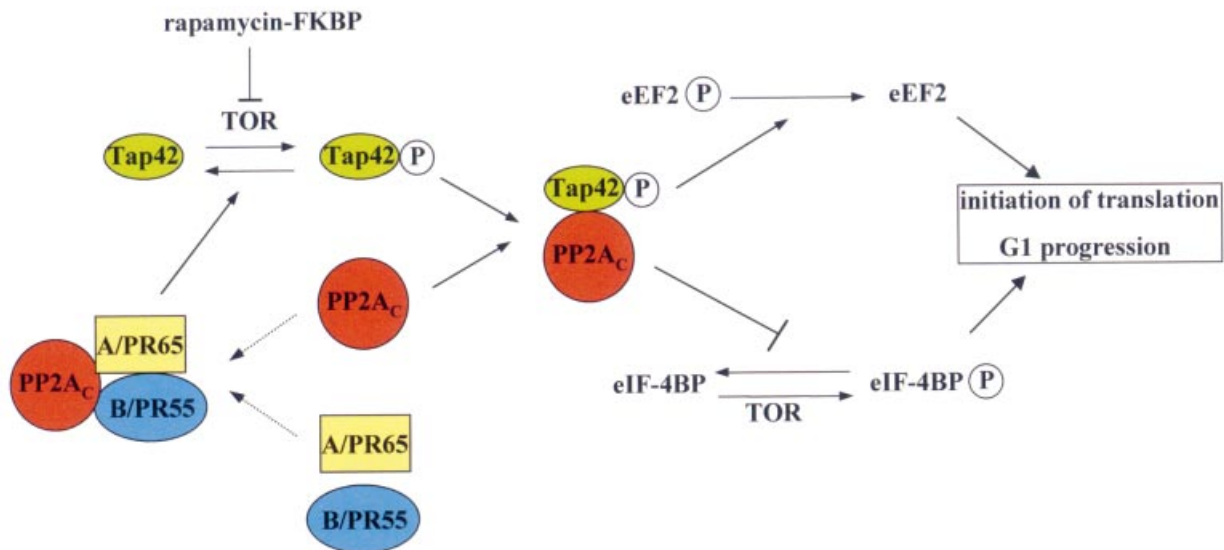 rapamycin-FKBP
TOR
Tap42
Tap42 P
eEF2 P
eEF2
Tap42 P
PP2AC
initiation of translation
G1 progression
PP2AC
A/PR65
PP2AC
B/PR55
eIF-4BP
TOR
eIF-4BP P
A/PR65
B/PR55